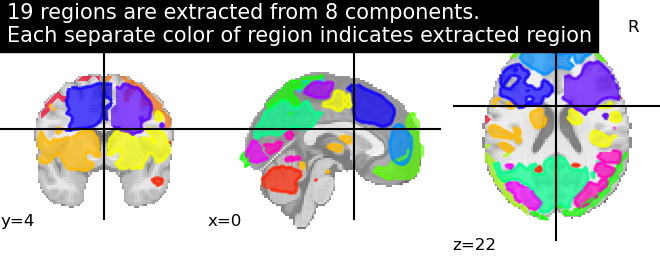 19 regions are extracted from 8 components.
Each separate color of region indicates extracted region
R
y=4
x=0
z=22